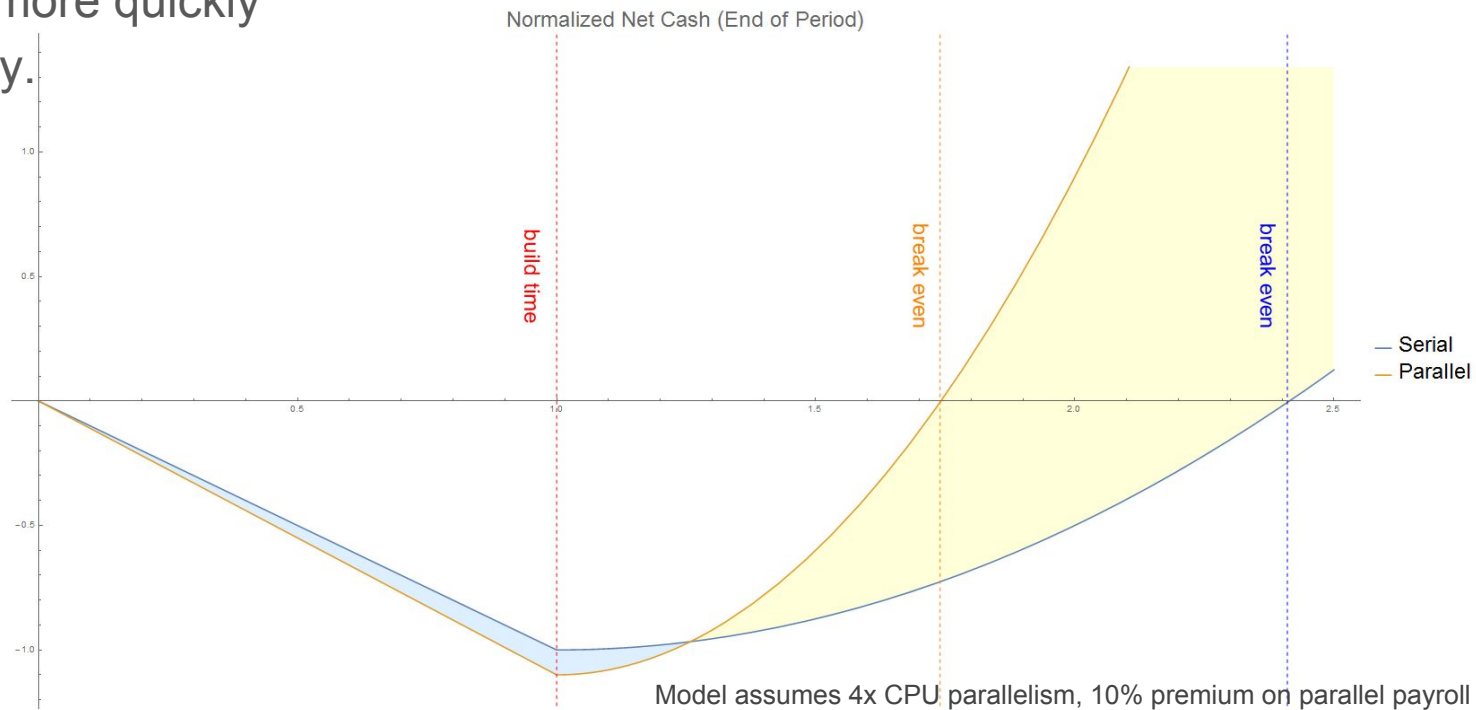 more quickly
y.
Normalized Net Cash (End of Period)
1.0
0.5
-0.5
-1.0
0.5
1.0
1.5
2.0
2.5
build time
break even
break even
Serial
Parallel
Model assumes 4x CPU parallelism, 10% premium on parallel payroll